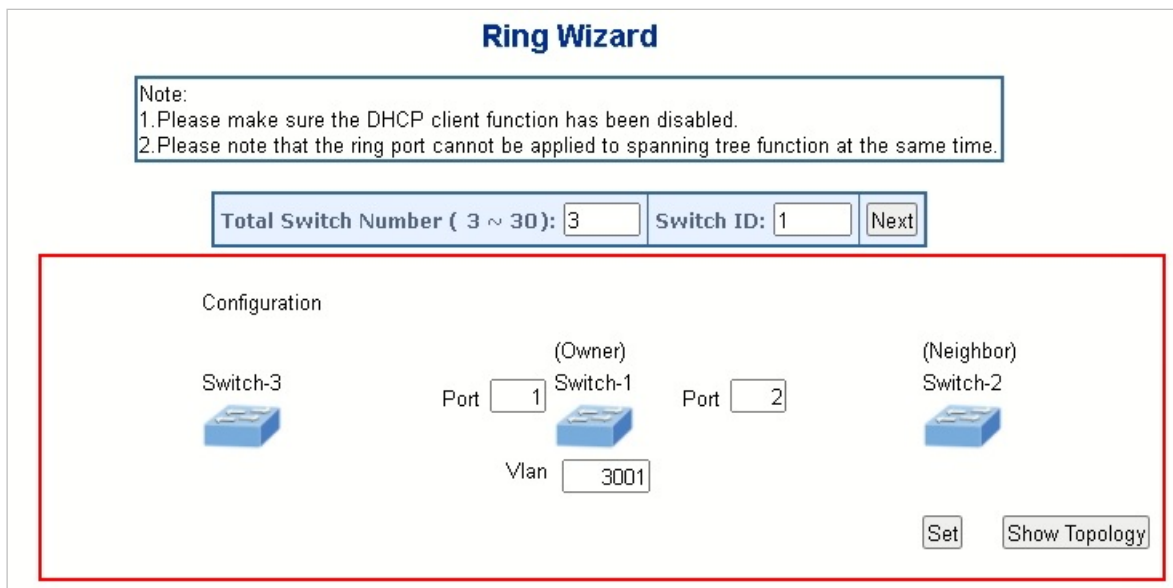 Ring Wizard
Note:
1.Please make sure the DHCP client function has been disabled.
2.Please note that the ring port cannot be applied to spanning tree function at the same time.
Total Switch Number ( 3 ~ 30): 3 Switch ID: 1 Next
Configuration
(Owner) (Neighbor)
Switch-3 Port 1 Switch-1 Port 2 Switch-2
Vlan 3001
Set Show Topology